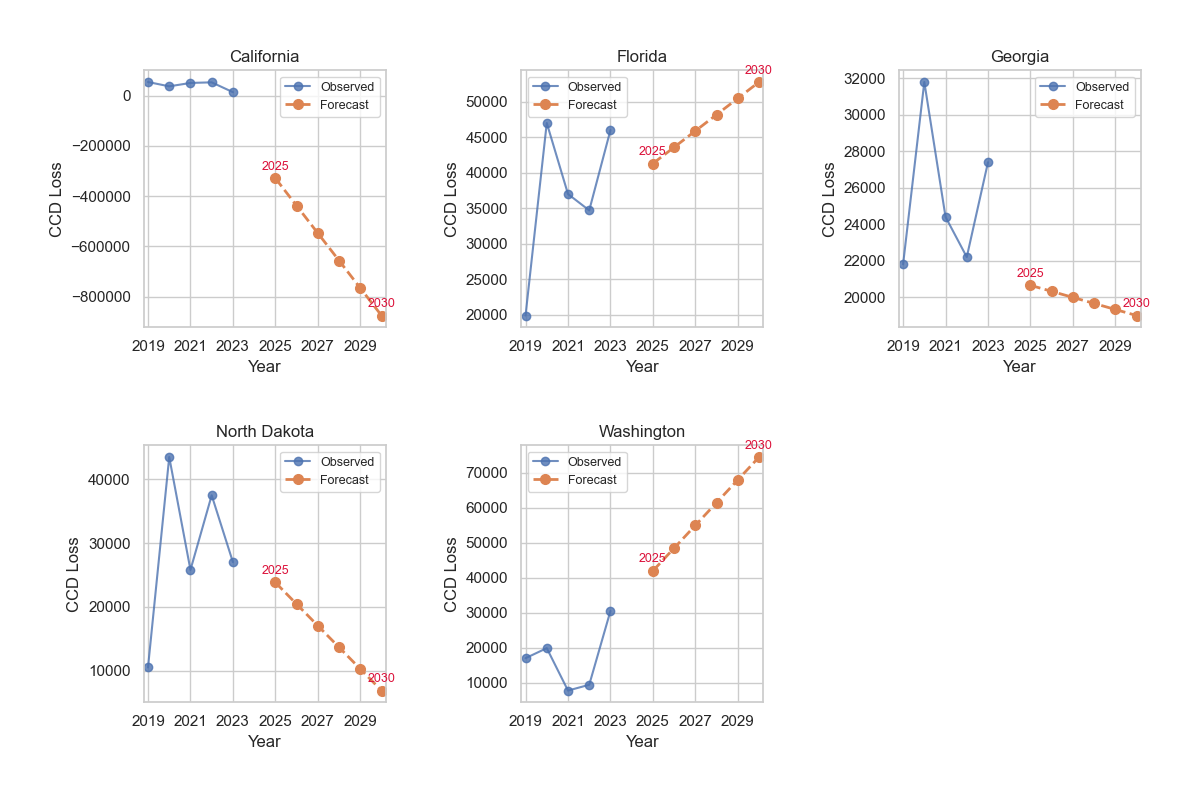 California
Observed
Forecast
0
−200000
−400000
−600000
−800000
CCD Loss
2025
2030
2019 2021 2023 2025 2027 2029
Year
Florida
Observed
Forecast
50000
45000
40000
35000
30000
25000
20000
CCD Loss
2025
2030
2019 2021 2023 2025 2027 2029
Year
Georgia
Observed
Forecast
32000
30000
28000
26000
24000
22000
20000
CCD Loss
2025
2030
2019 2021 2023 2025 2027 2029
Year
North Dakota
Observed
Forecast
40000
30000
20000
10000
CCD Loss
2025
2030
2019 2021 2023 2025 2027 2029
Year
Washington
Observed
Forecast
70000
60000
50000
40000
30000
20000
10000
CCD Loss
2025
2030
2019 2021 2023 2025 2027 2029
Year